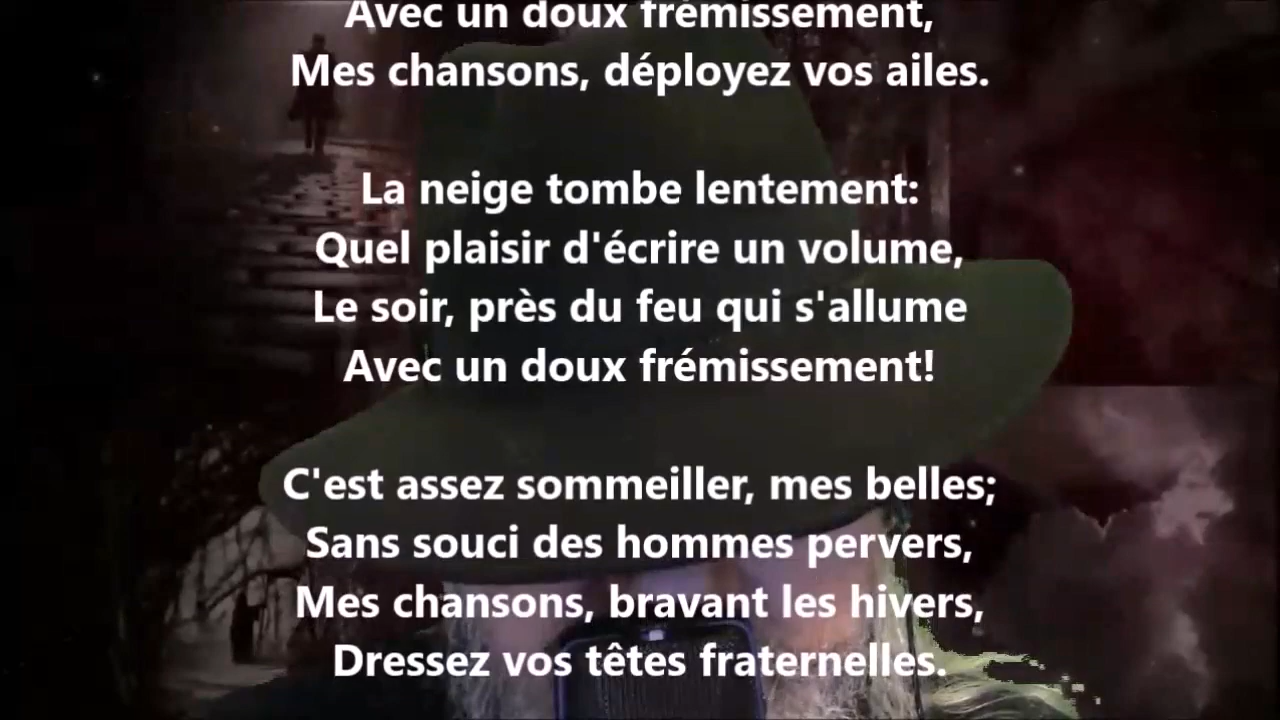 Avec un doux frémissement,
Mes chansons, déployez vos ailes.
La neige tombe lentement:
Quel plaisir d'écrire un volume,
Le soir, près du feu qui s'allume
Avec un doux frémissement!
C'est assez sommeiller, mes belles;
Sans souci des hommes pervers,
Mes chansons, bravant les hivers,
Dressez vos têtes fraternelles.